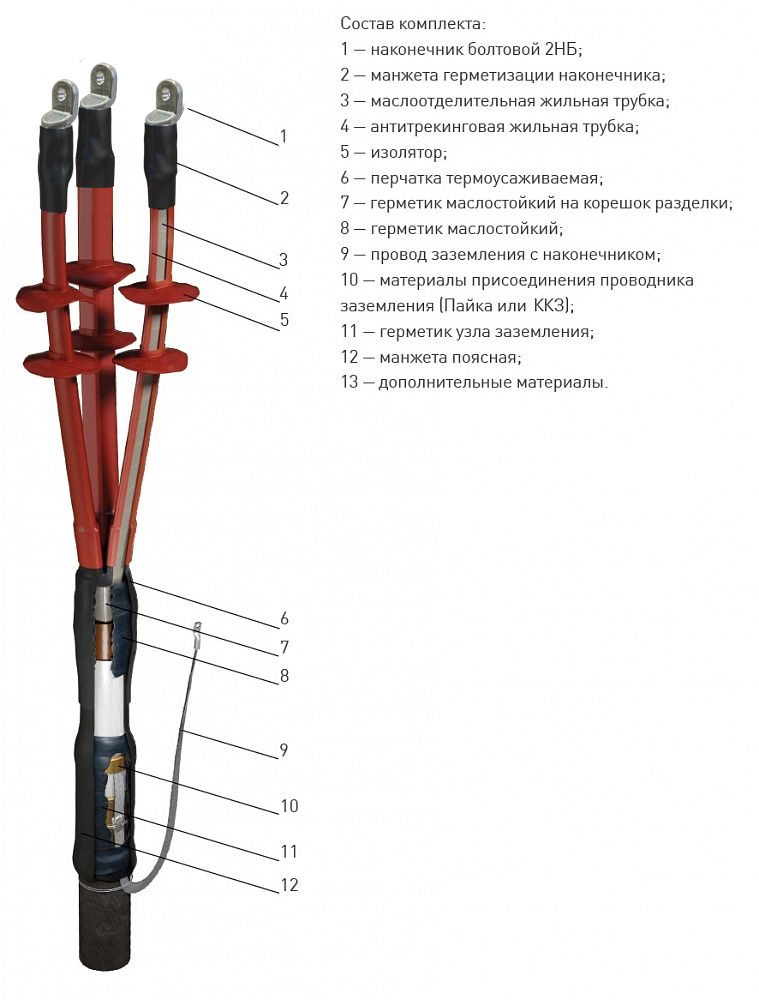 Состав комплекта:
1 — наконечник болтовой 2НБ;
2 — манжета герметизации наконечника;
3 — маслоотделительная жильная трубка;
4 — антитрекинговая жильная трубка;
5 — изолятор;
6 — перчатка термоусаживаемая;
7 — герметик маслостойкий на корешок разделки;
8 — герметик маслостойкий;
9 — провод заземления с наконечником;
10 — материалы присоединения проводника
заземления (Пайка или ККЗ);
11 — герметик узла заземления;
12 — манжета поясная;
13 — дополнительные материалы.
1
2
3
4
5
6
7
8
9
10
11
12